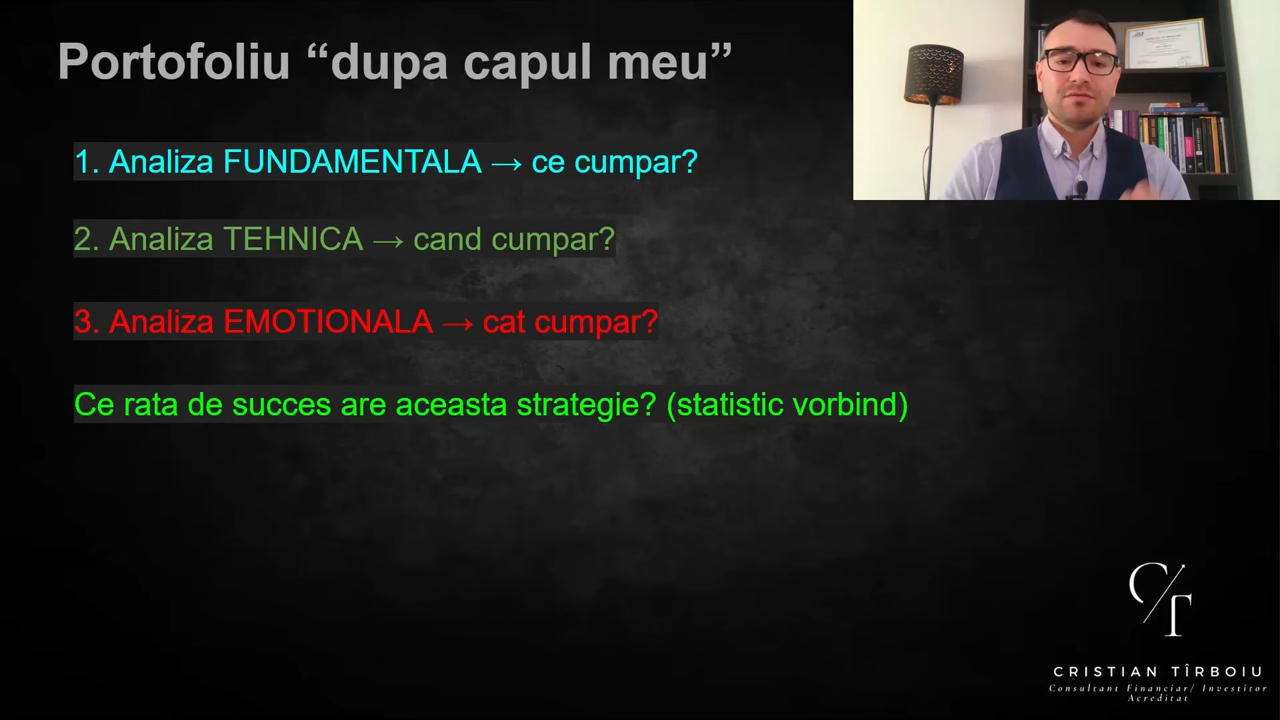 Portofoliu “dupa capul meu”
1. Analiza FUNDAMENTALA → ce cumpar?
2. Analiza TEHNICA → cand cumpar?
3. Analiza EMOTIONALA → cat cumpar?
Ce rata de succes are aceasta strategie? (statistic vorbind)
CT
CRISTIAN TÎRBOIU
Consultant Financiar/ Investitor
Acreditat